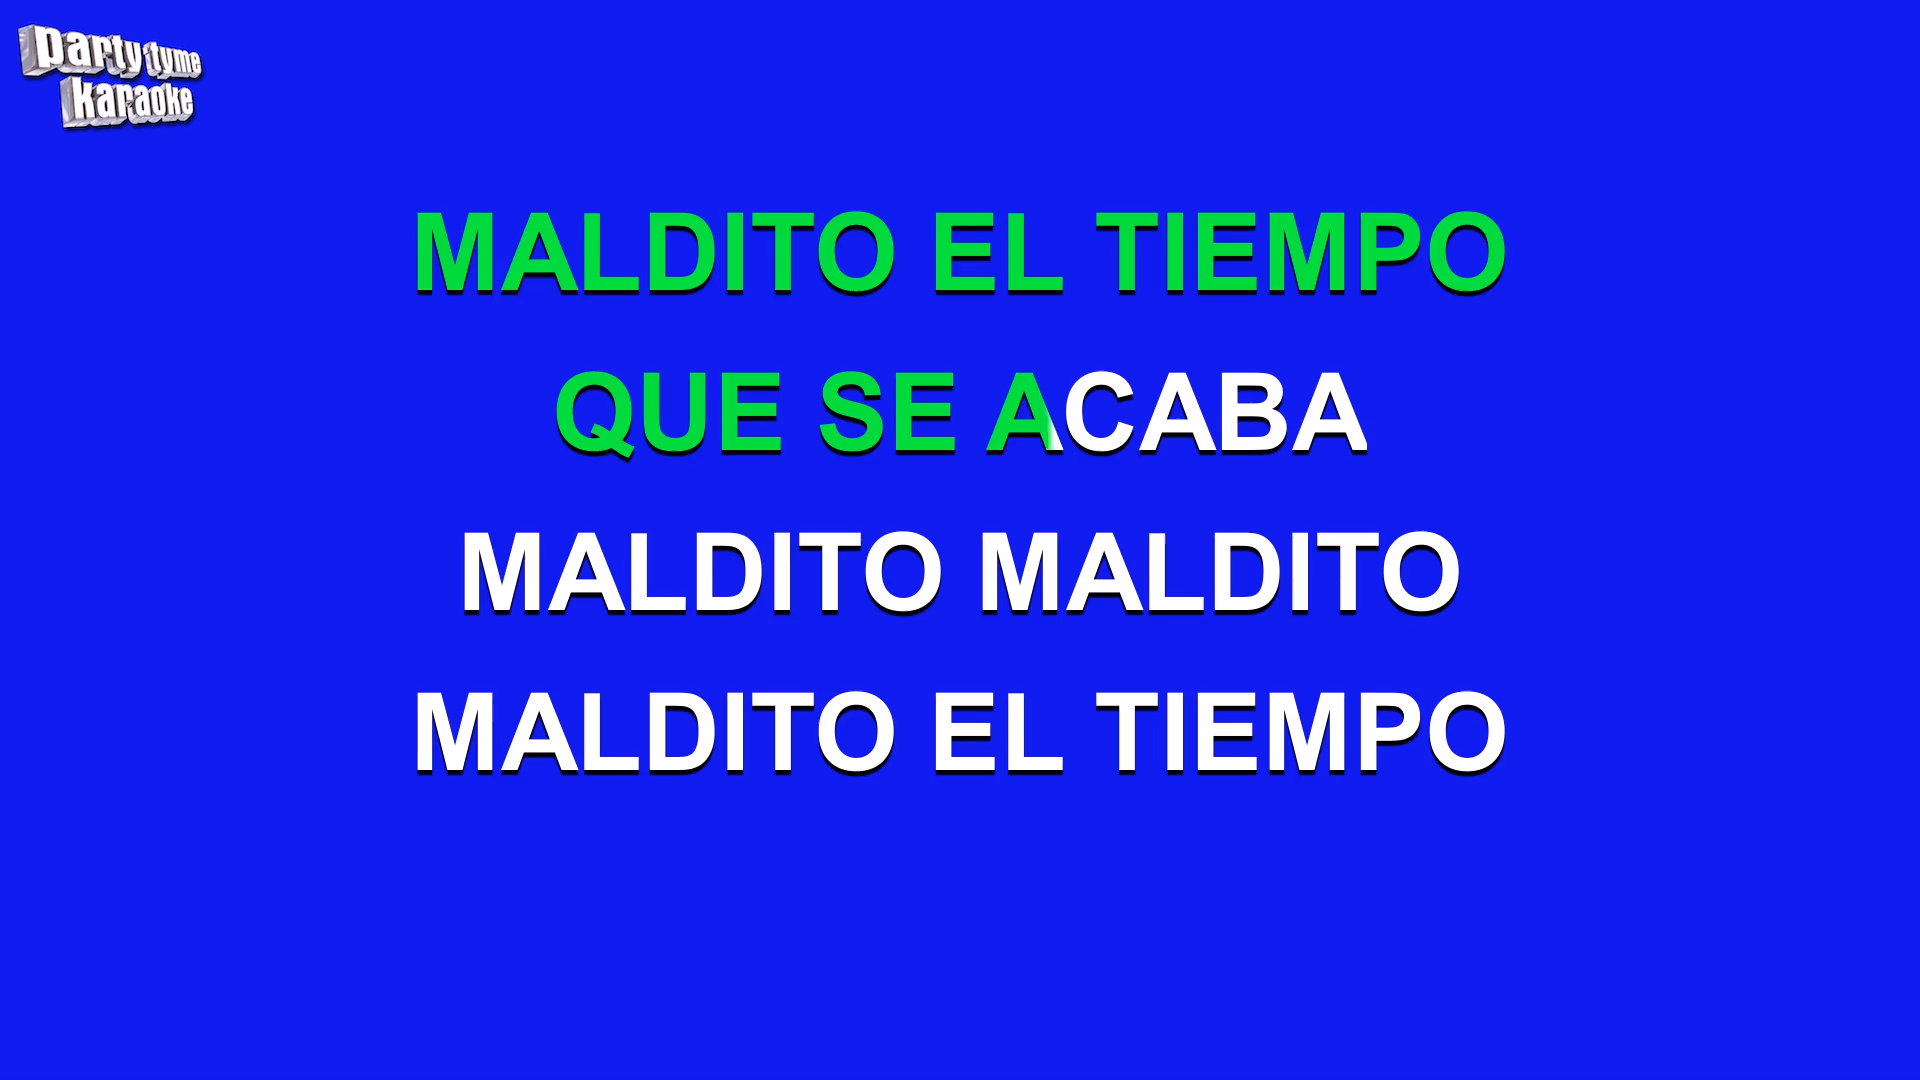 party tyme
karaoke
MALDITO EL TIEMPO
QUE SE ACABA
MALDITO MALDITO
MALDITO EL TIEMPO